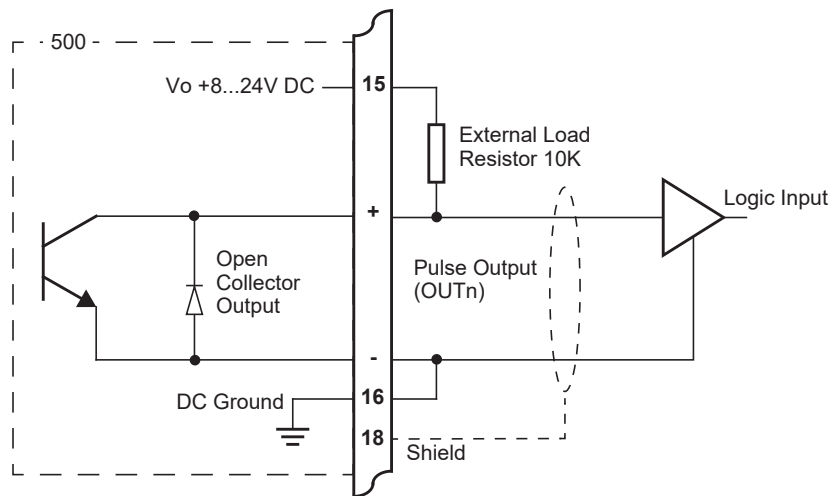 500
Vo +8...24V DC
15
External Load
Resistor 10K
+
Logic Input
Open
Collector
Output
Pulse Output
(OUTn)
-
DC Ground
16
18
Shield